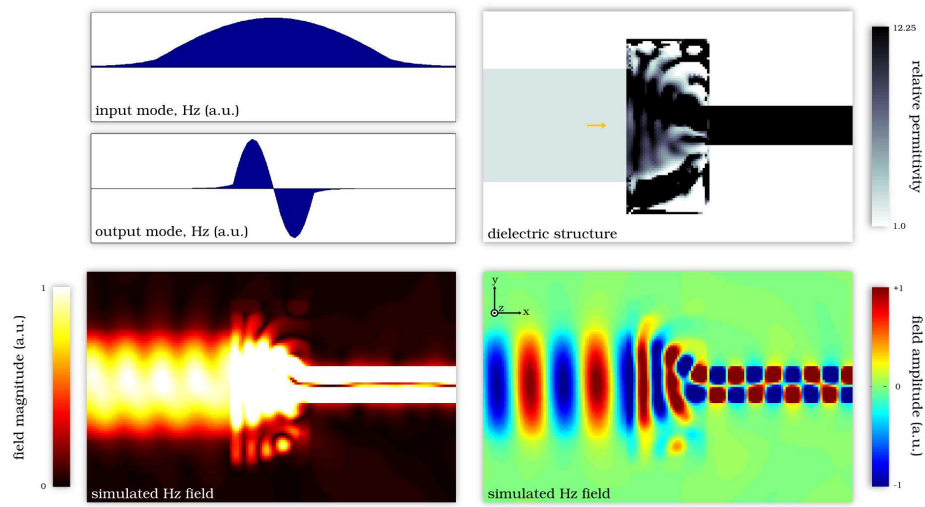 input mode, Hz (a.u.)
output mode, Hz (a.u.)
dielectric structure
12.25
relative permittivity
1.0
1
field magnitude (a.u.)
0
simulated Hz field
y
z
x
simulated Hz field
+1
0
field amplitude (a.u.)
-1